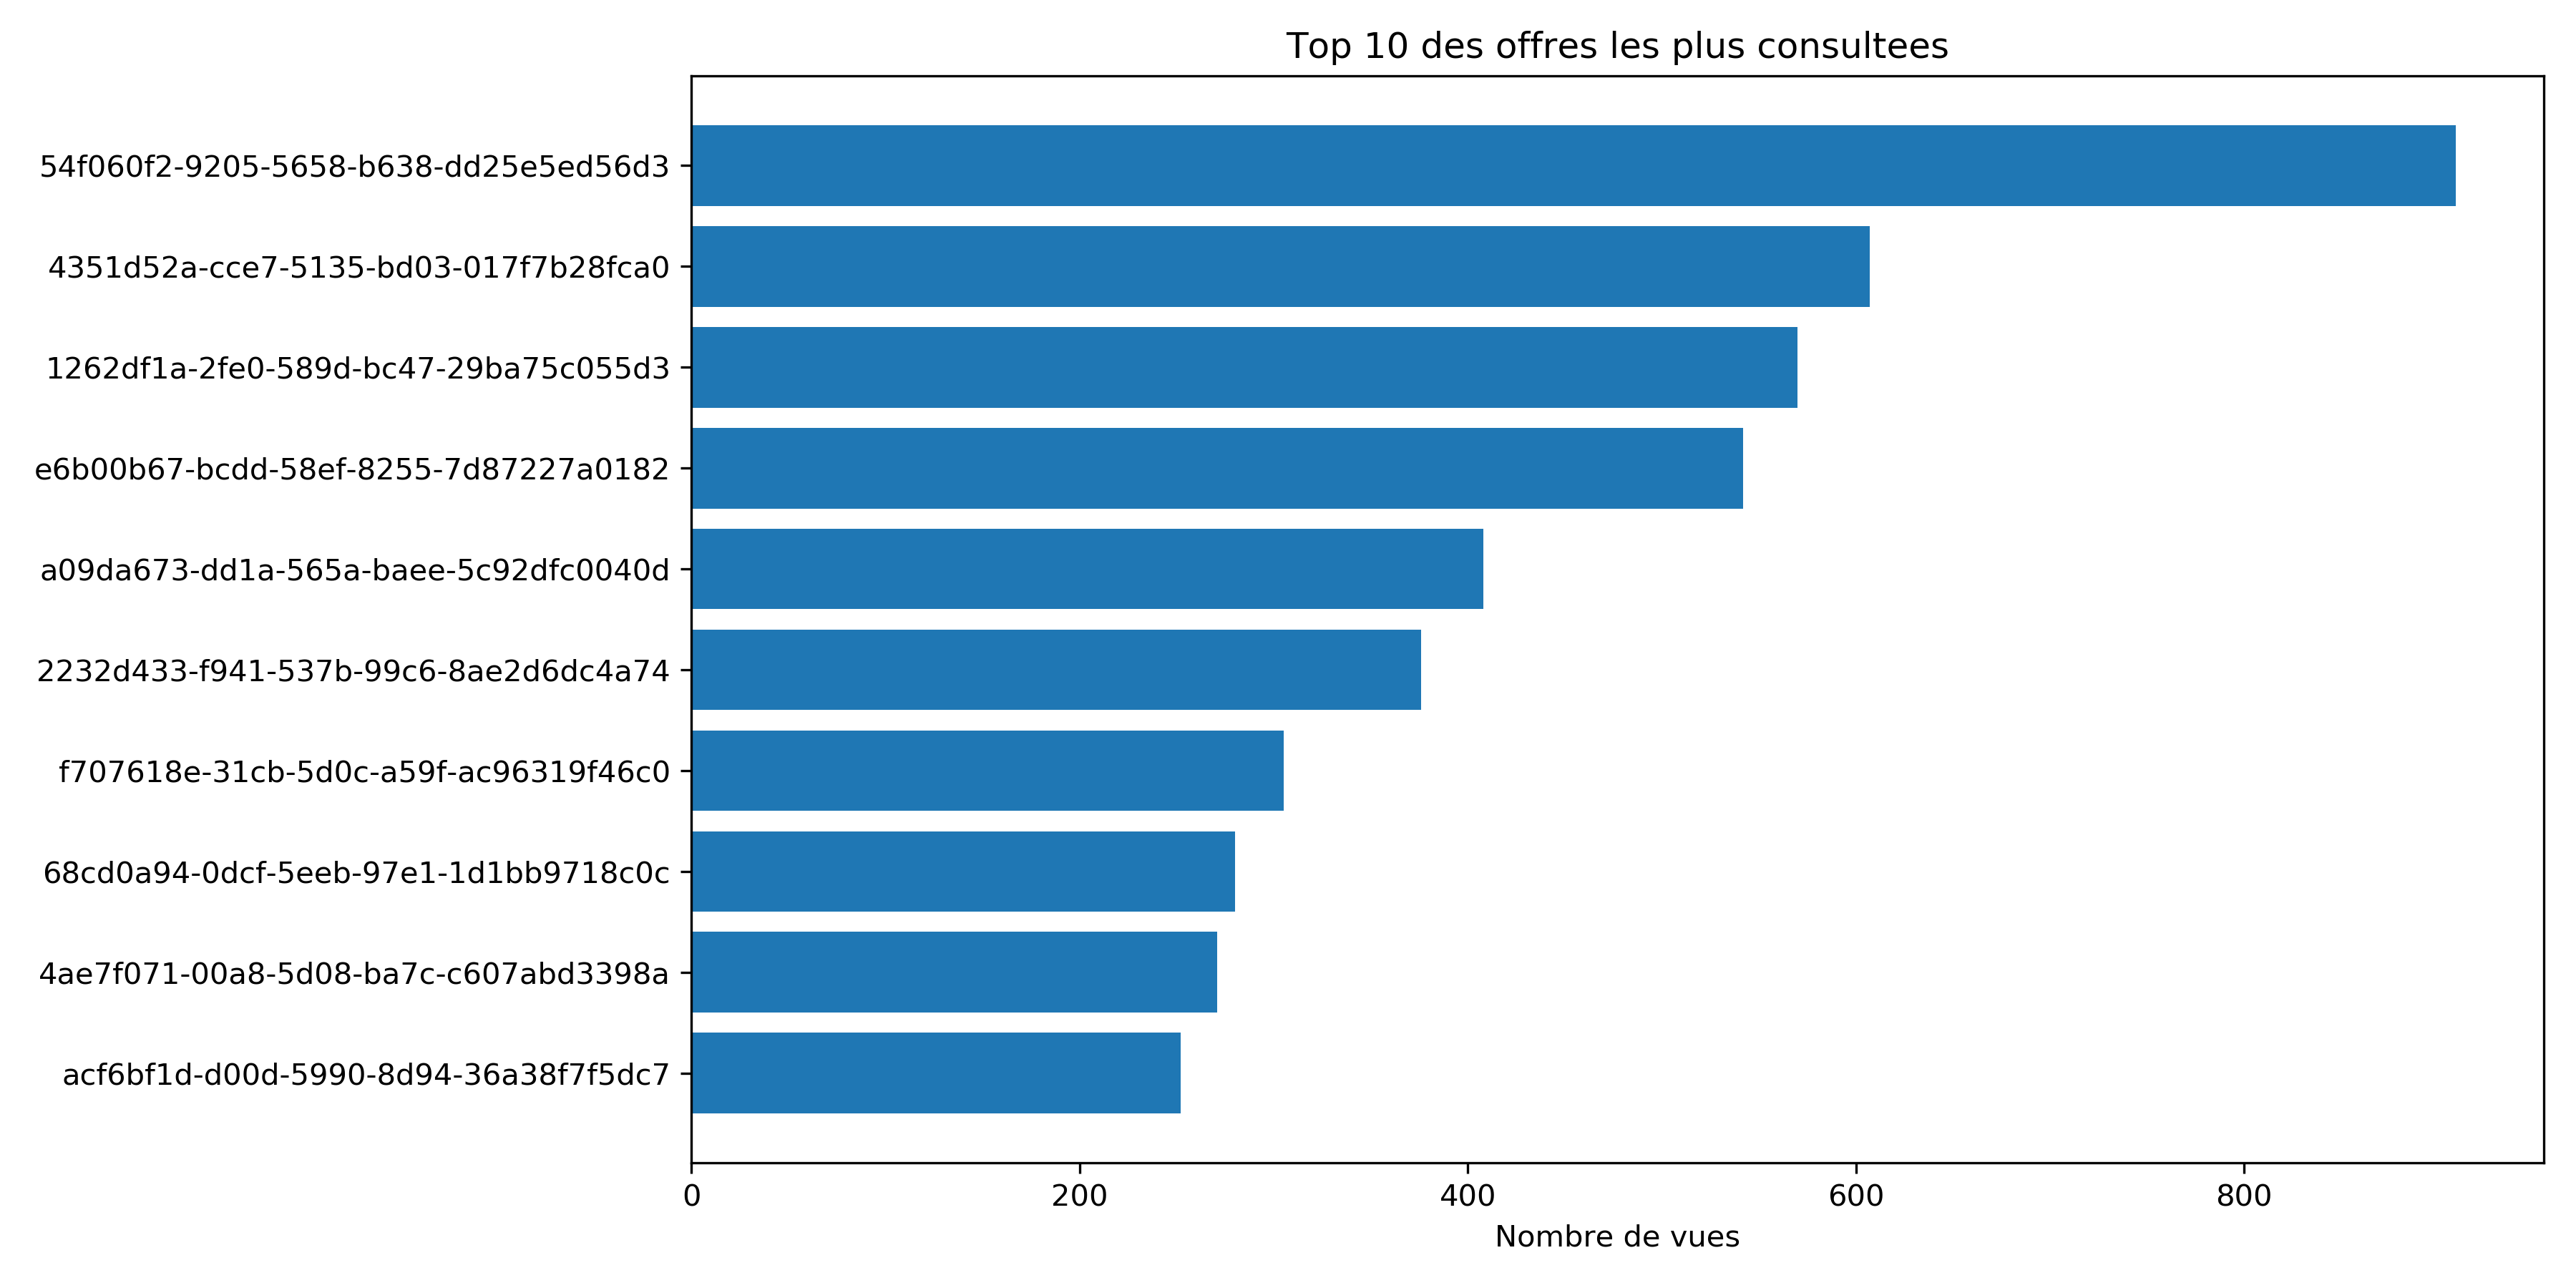 Top 10 des offres les plus consultees
54f060f2-9205-5658-b638-dd25e5ed56d3
4351d52a-cce7-5135-bd03-017f7b28fca0
1262df1a-2fe0-589d-bc47-29ba75c055d3
e6b00b67-bcdd-58ef-8255-7d87227a0182
a09da673-dd1a-565a-baee-5c92dfc0040d
2232d433-f941-537b-99c6-8ae2d6dc4a74
f707618e-31cb-5d0c-a59f-ac96319f46c0
68cd0a94-0dcf-5eeb-97e1-1d1bb9718c0c
4ae7f071-00a8-5d08-ba7c-c607abd3398a
acf6bf1d-d00d-5990-8d94-36a38f7f5dc7
0 200 400 600 800
Nombre de vues